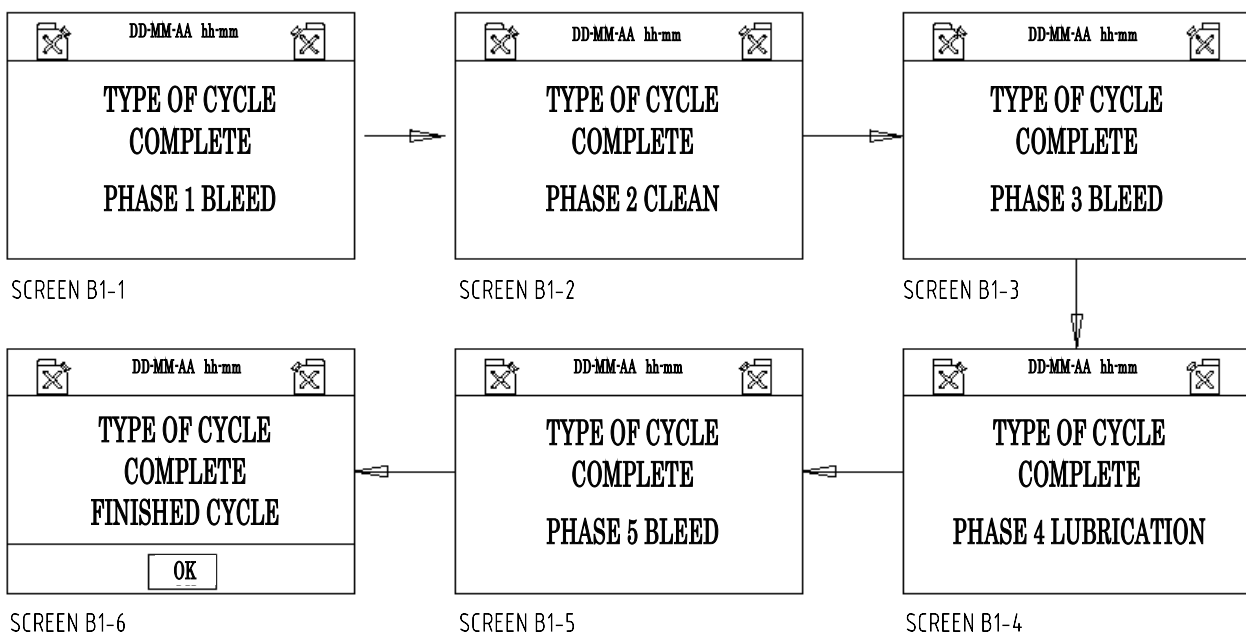 DD-MM-AA hh-mm
TYPE OF CYCLE
COMPLETE
PHASE 1 BLEED
SCREEN B1-1
DD-MM-AA hh-mm
TYPE OF CYCLE
COMPLETE
PHASE 2 CLEAN
SCREEN B1-2
DD-MM-AA hh-mm
TYPE OF CYCLE
COMPLETE
PHASE 3 BLEED
SCREEN B1-3
DD-MM-AA hh-mm
TYPE OF CYCLE
COMPLETE
PHASE 4 LUBRICATION
SCREEN B1-4
DD-MM-AA hh-mm
TYPE OF CYCLE
COMPLETE
PHASE 5 BLEED
SCREEN B1-5
DD-MM-AA hh-mm
TYPE OF CYCLE
COMPLETE
FINISHED CYCLE
OK
SCREEN B1-6